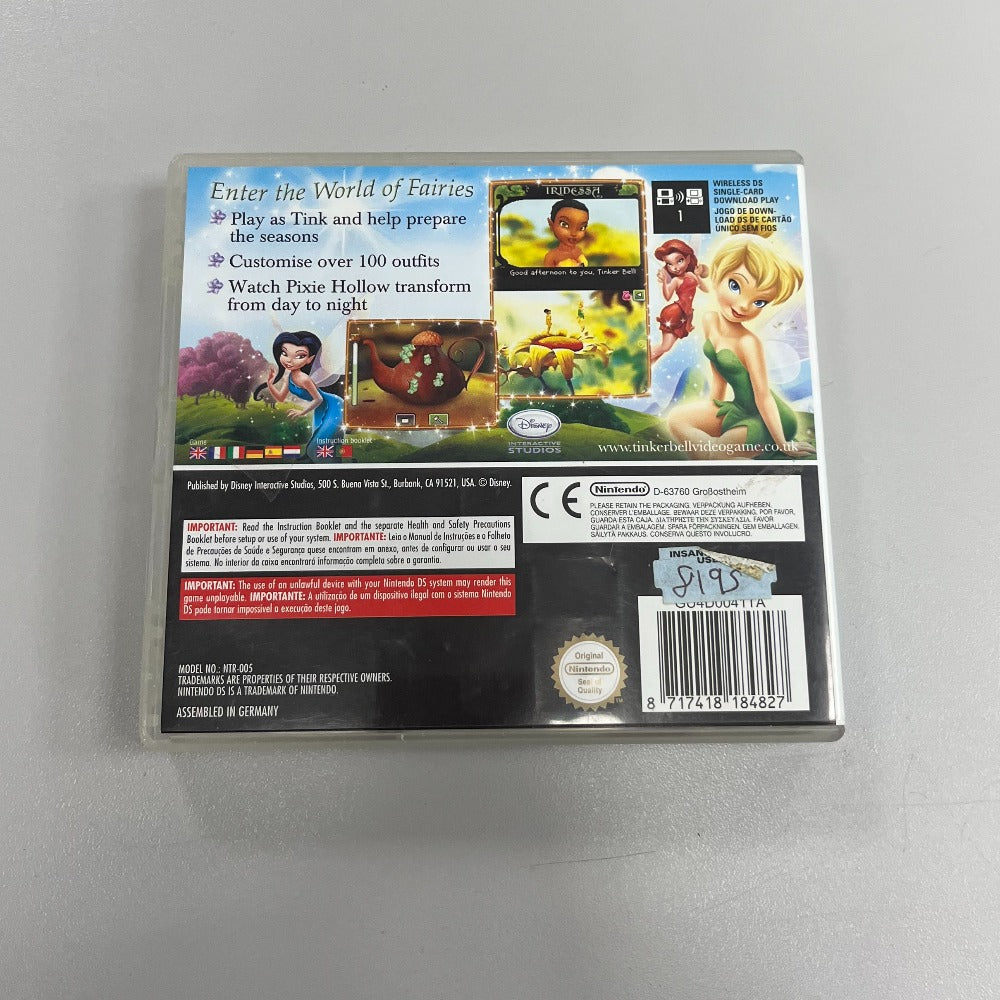 Enter the World of Fairies
Play as Tink and help prepare
the seasons
Customise over 100 outfits
Watch Pixie Hollow transform
from day to night
IRIDESSA
Good afternoon to you, Tinker Bell
1
WIRELESS DS
SINGLE-CARD
DOWNLOAD PLAY
JOGO DE DOWN-
LOAD DS DE CARTÃO
ÚNICO SEM FIOS
Game
Instruction booklet
Disney
INTERACTIVE
STUDIOS
www.tinkerbellvideogame.co.uk
Published by Disney Interactive Studios, 500 S. Buena Vista St., Burbank, CA 91521, USA. © Disney.
IMPORTANT: Read the Instruction Booklet and the separate Health and Safety Precautions
Booklet before setup or use of your system. IMPORTANTE: Leia o Manual de Instruções e o Folheto
de Precauções de Saúde e Segurança que se encontram em anexo, antes de configurar ou usar o seu
sistema. No interior da caixa encontrará informação completa sobre a garantia.
IMPORTANT: The use of an unlawful device with your Nintendo DS system may render this
game unplayable. IMPORTANTE: A utilização de um dispositivo ilegal com o sistema Nintendo
DS pode tornar impossível a execução deste jogo.
CE
Nintendo D-63760 Großostheim
PLEASE RETAIN THE PACKAGING. VERPACKUNG AUFHEBEN.
CONSERVER L'EMBALLAGE. BEWAAR DEZE VERPAKKING. POR FAVOR,
GUARDA ESTA CAJA. ΔΙΑΤΗΡΗΣΤΕ ΤΗΝ ΣΥΣΚΕΥΑΣΙΑ. FAVOR
GUARDAR A EMBALAGEM. SPARA FÖRPACKNINGEN. GEM EMBALLAGEN.
SÄILYTÄ PAKKAUS. CONSERVA QUESTO INVOLUCRO.
8195
GU4D00411A
8 717418 184827
Original
Nintendo
Seal of
Quality
TM
MODEL NO.: NTR-005
TRADEMARKS ARE PROPERTIES OF THEIR RESPECTIVE OWNERS.
NINTENDO DS IS A TRADEMARK OF NINTENDO.
ASSEMBLED IN GERMANY